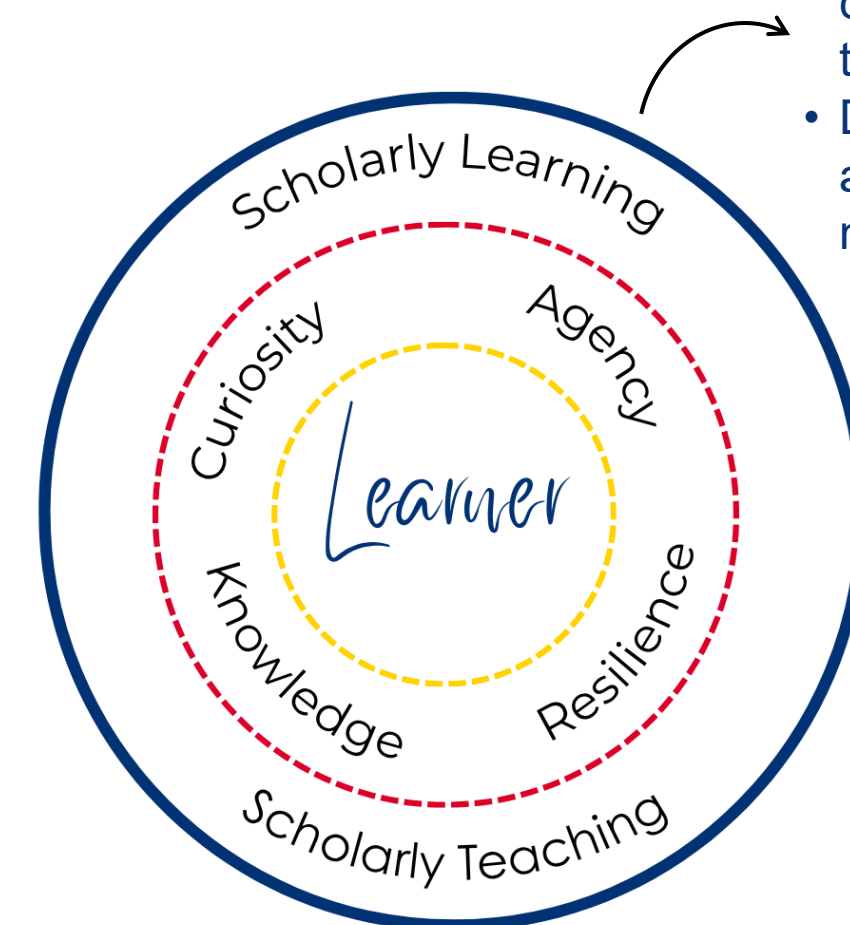 Scholarly Learning
Curiosity
Agency
Learner
Knowledge
Resilience
Scholarly Teaching